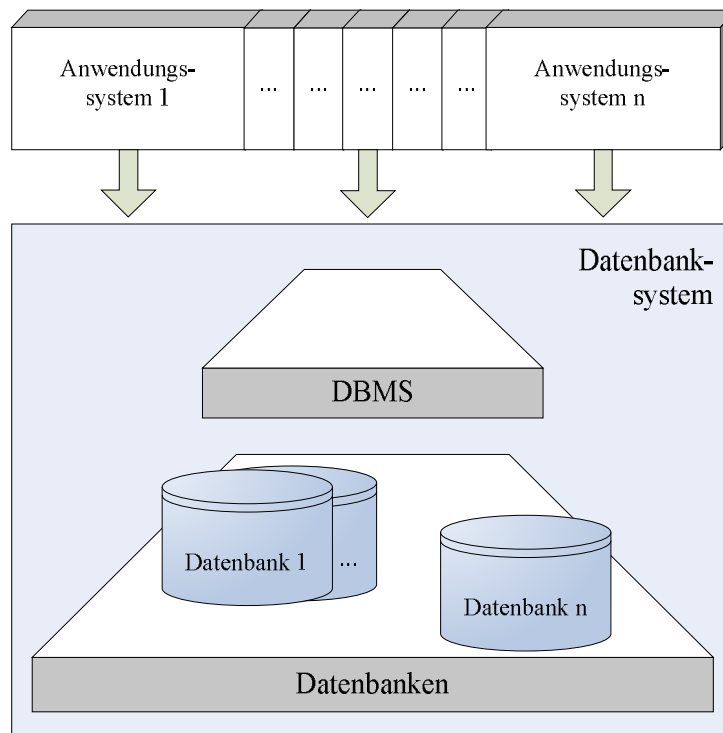 Anwendungs-
system 1
...
...
...
...
...
Anwendungs-
system n
Datenbank-
system
DBMS
Datenbank 1
...
Datenbank n
Datenbanken